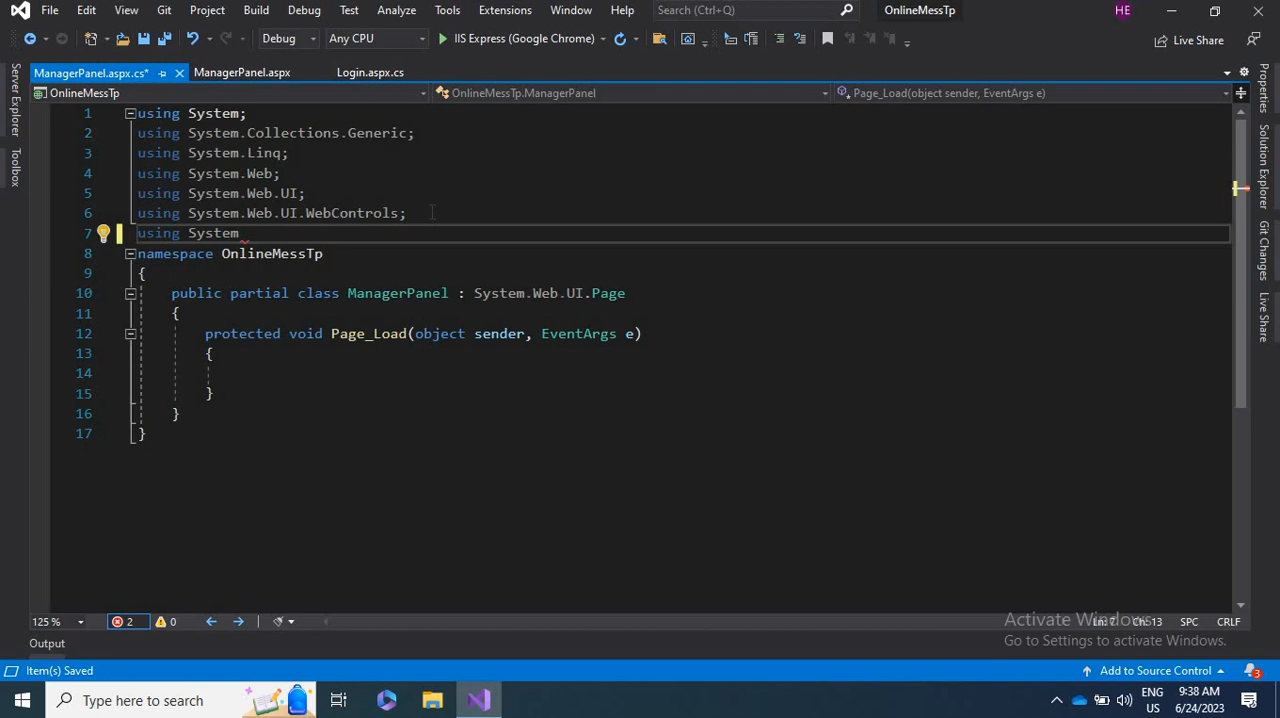 File Edit View Git Project Build Debug Test Analyze Tools Extensions Window Help Search (Ctrl+Q) OnlineMessTp HE
Debug Any CPU IIS Express (Google Chrome) Live Share
ManagerPanel.aspx.cs* ManagerPanel.aspx Login.aspx.cs
OnlineMessTp OnlineMessTp.ManagerPanel Page_Load(object sender, EventArgs e)
Server Explorer
Toolbox
Properties
Solution Explorer
Git Changes
Live Share
1 using System;
2 using System.Collections.Generic;
3 using System.Linq;
4 using System.Web;
5 using System.Web.UI;
6 using System.Web.UI.WebControls;
7 using System
8 namespace OnlineMessTp
9 {
10 public partial class ManagerPanel : System.Web.UI.Page
11 {
12 protected void Page_Load(object sender, EventArgs e)
13 {
14
15 }
16 }
17 }
Activate Windows
Go to Settings to activate Windows.
125 % 2 0 Ln: 7 Ch: 13 SPC CRLF
Output
Item(s) Saved Add to Source Control 3
Type here to search ENG US 9:38 AM 6/24/2023